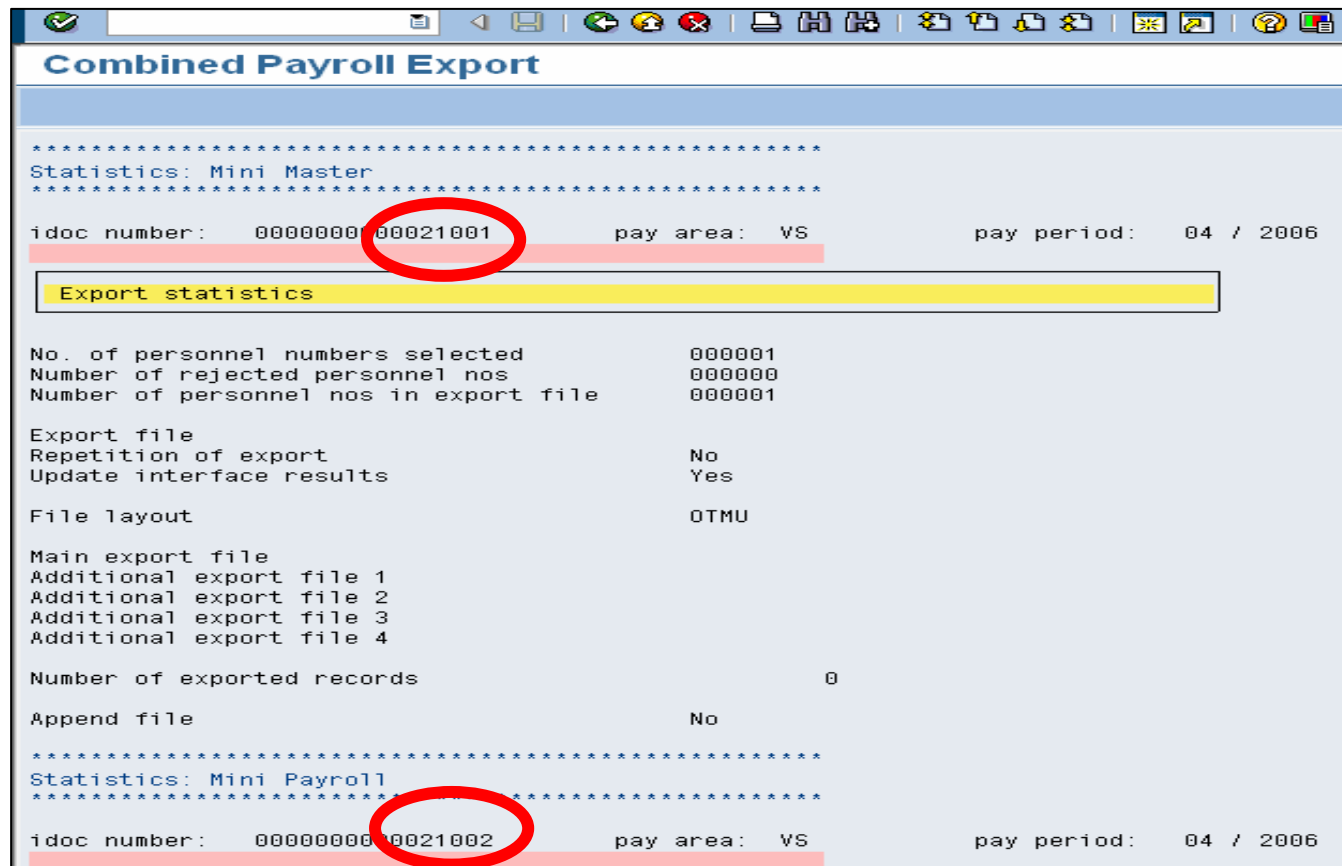 Combined Payroll Export
*****************************************************
Statistics: Mini Master
*****************************************************
idoc number: 0000000000021001 pay area: VS pay period: 04 / 2006
Export statistics
No. of personnel numbers selected 000001
Number of rejected personnel nos 000000
Number of personnel nos in export file 000001
Export file
Repetition of export No
Update interface results Yes
File layout OTMU
Main export file
Additional export file 1
Additional export file 2
Additional export file 3
Additional export file 4
Number of exported records 0
Append file No
*****************************************************
Statistics: Mini Payroll
*****************************************************
idoc number: 0000000000021002 pay area: VS pay period: 04 / 2006